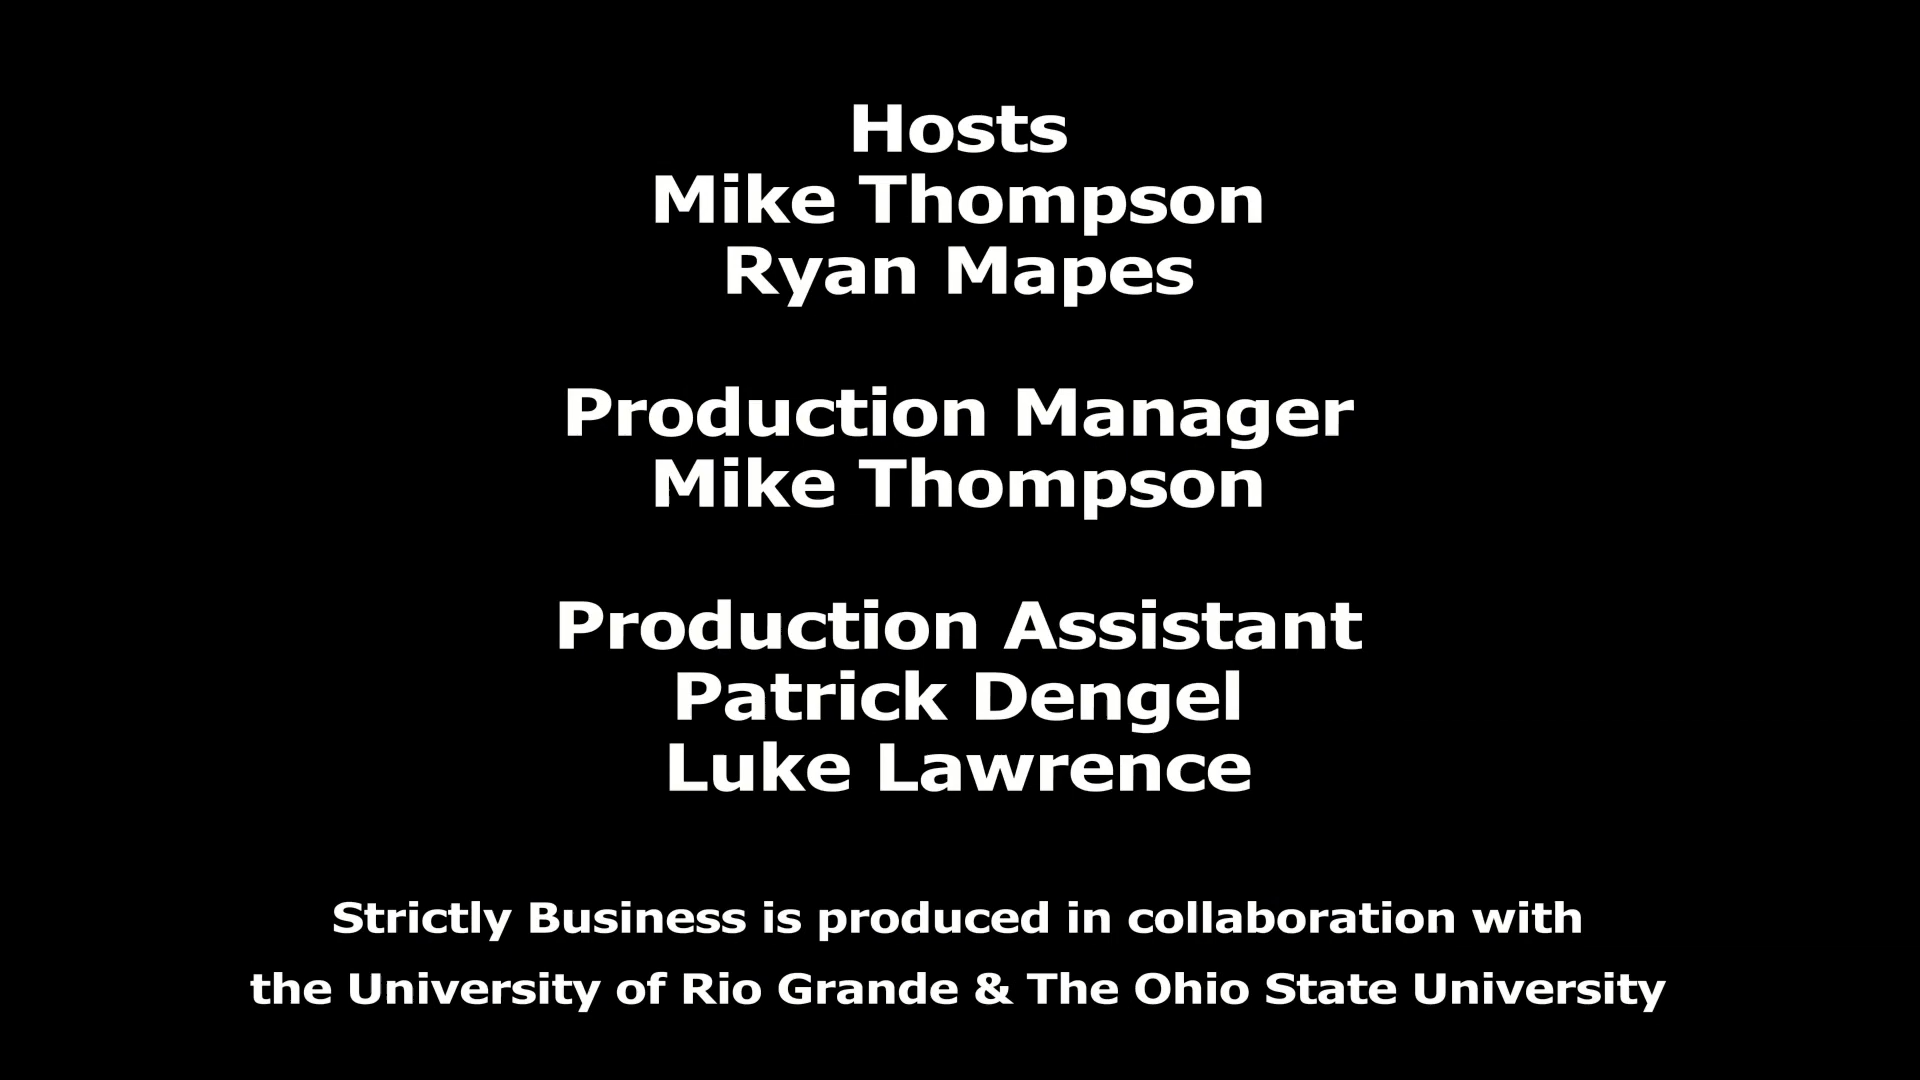 Hosts
Mike Thompson
Ryan Mapes
Production Manager
Mike Thompson
Production Assistant
Patrick Dengel
Luke Lawrence
Strictly Business is produced in collaboration with
the University of Rio Grande & The Ohio State University